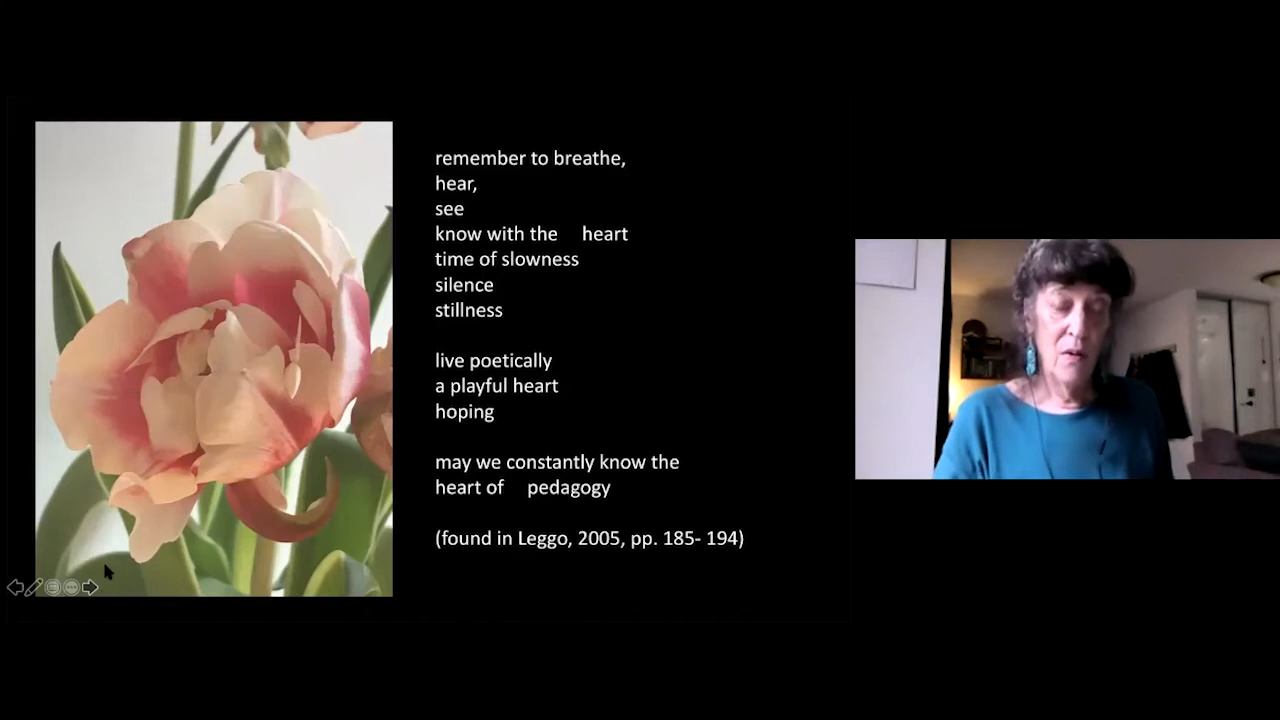 remember to breathe,
hear,
see
know with the heart
time of slowness
silence
stillness
live poetically
a playful heart
hoping
may we constantly know the
heart of pedagogy
(found in Leggo, 2005, pp. 185- 194)